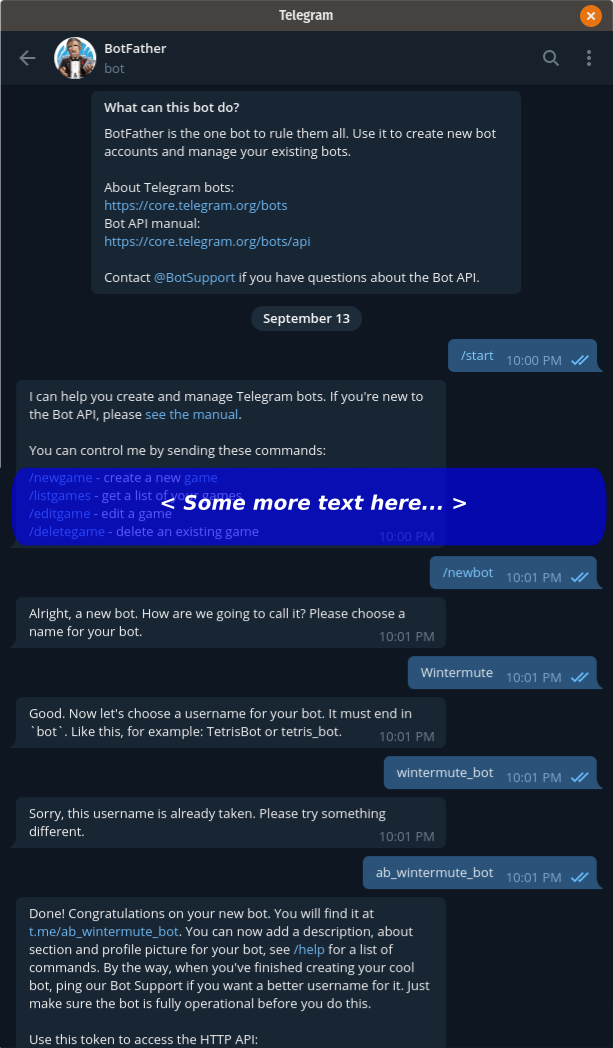 Telegram
BotFather
bot
What can this bot do?
BotFather is the one bot to rule them all. Use it to create new bot
accounts and manage your existing bots.
About Telegram bots:
https://core.telegram.org/bots
Bot API manual:
https://core.telegram.org/bots/api
Contact @BotSupport if you have questions about the Bot API.
September 13
/start 10:00 PM
I can help you create and manage Telegram bots. If you're new to
the Bot API, please see the manual.
You can control me by sending these commands:
/newgame - create a new game
/listgames - get a list of your games
< Some more text here... >
/editgame - edit a game
/deletegame - delete an existing game
10:00 PM
/newbot 10:01 PM
Alright, a new bot. How are we going to call it? Please choose a
name for your bot.
10:01 PM
Wintermute 10:01 PM
Good. Now let's choose a username for your bot. It must end in
`bot`. Like this, for example: TetrisBot or tetris_bot.
10:01 PM
wintermute_bot 10:01 PM
Sorry, this username is already taken. Please try something
different.
10:01 PM
ab_wintermute_bot 10:01 PM
Done! Congratulations on your new bot. You will find it at
t.me/ab_wintermute_bot. You can now add a description, about
section and profile picture for your bot, see /help for a list of
commands. By the way, when you've finished creating your cool
bot, ping our Bot Support if you want a better username for it. Just
make sure the bot is fully operational before you do this.
Use this token to access the HTTP API: